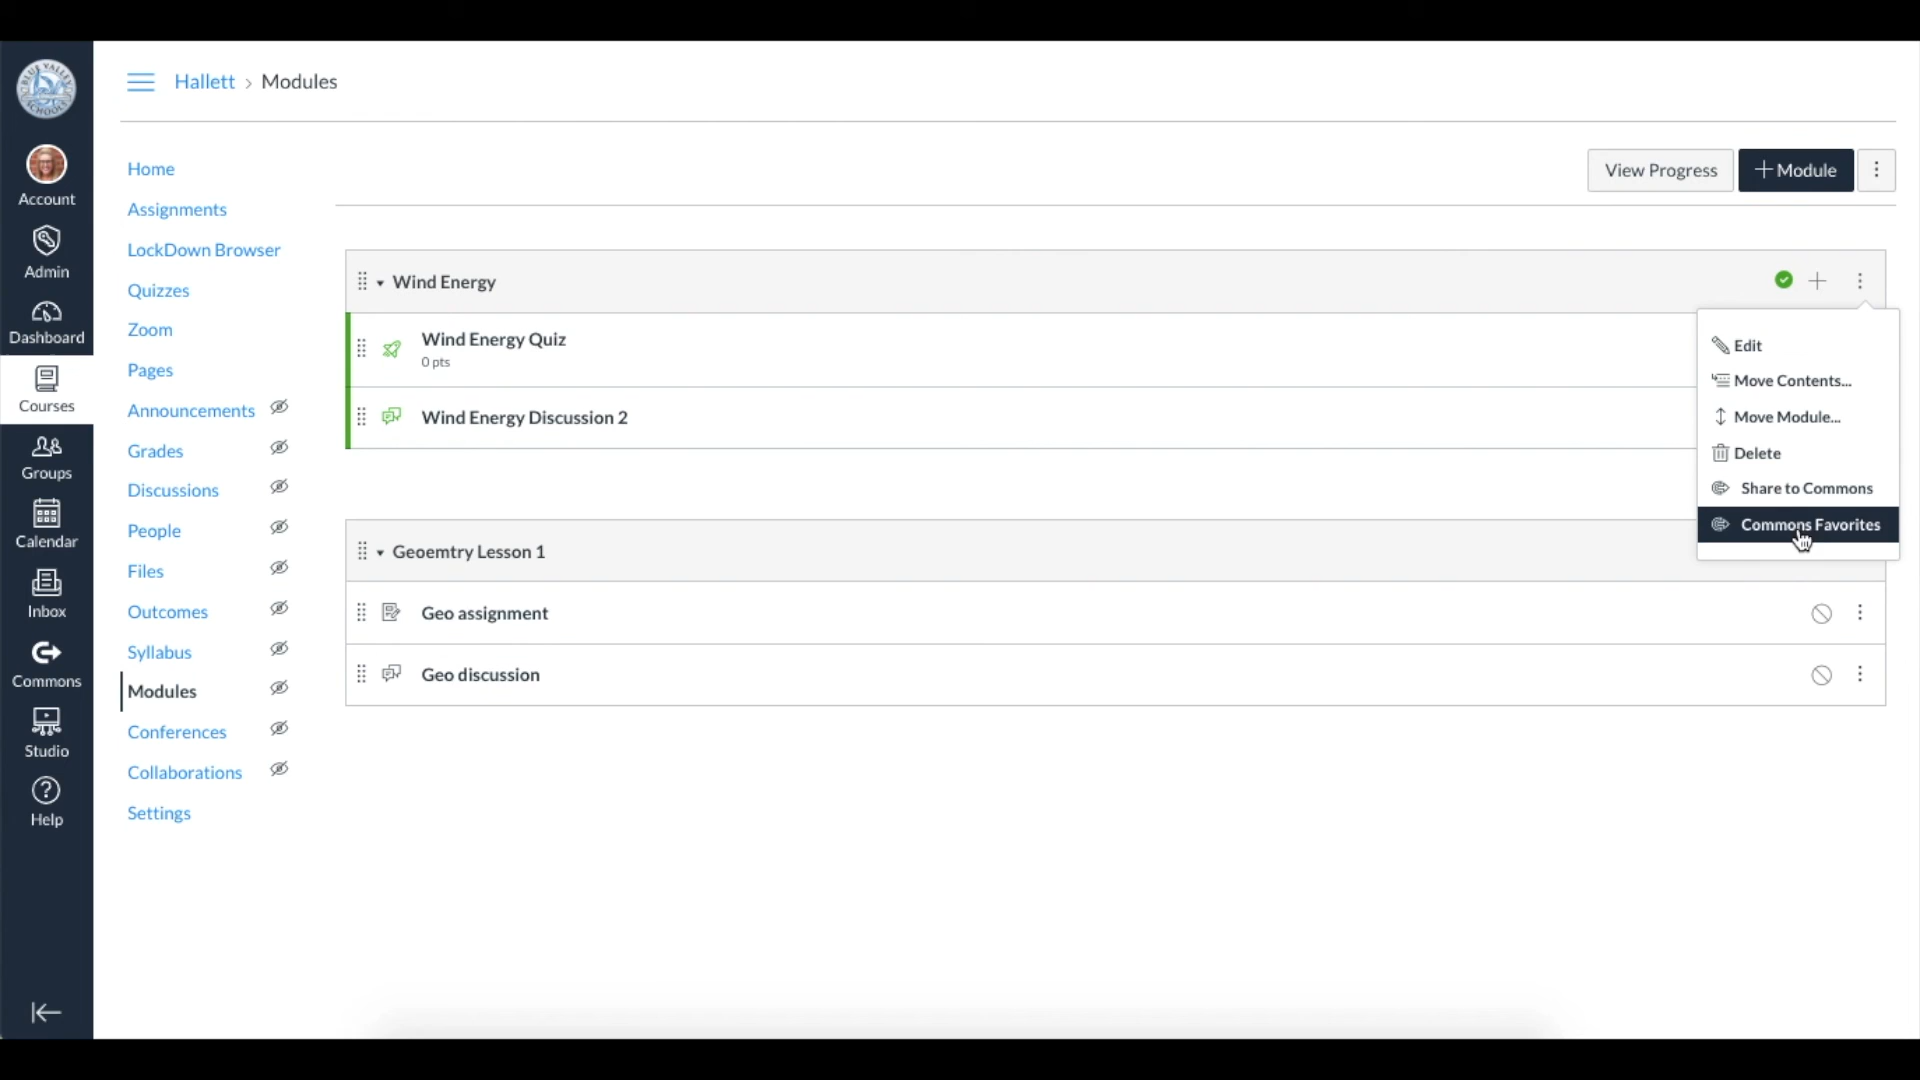 BLUE VALLEY SCHOOLS
Hallett › Modules
Account
Admin
Dashboard
Courses
Groups
Calendar
Inbox
Commons
Studio
Help
Home
Assignments
LockDown Browser
Quizzes
Zoom
Pages
Announcements
Grades
Discussions
People
Files
Outcomes
Syllabus
Modules
Conferences
Collaborations
Settings
View Progress
+ Module
Wind Energy
Wind Energy Quiz
0 pts
Wind Energy Discussion 2
Edit
Move Contents...
Move Module...
Delete
Share to Commons
Commons Favorites
Geoemtry Lesson 1
Geo assignment
Geo discussion